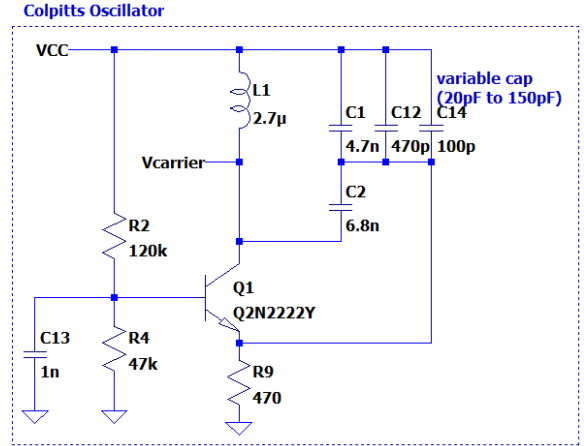 Colpitts Oscillator
VCC
variable cap
(20pF to 150pF)
L1
2.7µ
C1
4.7n
C12
470p
C14
100p
Vcarrier
C2
6.8n
R2
120k
Q1
Q2N2222Y
C13
1n
R4
47k
R9
470